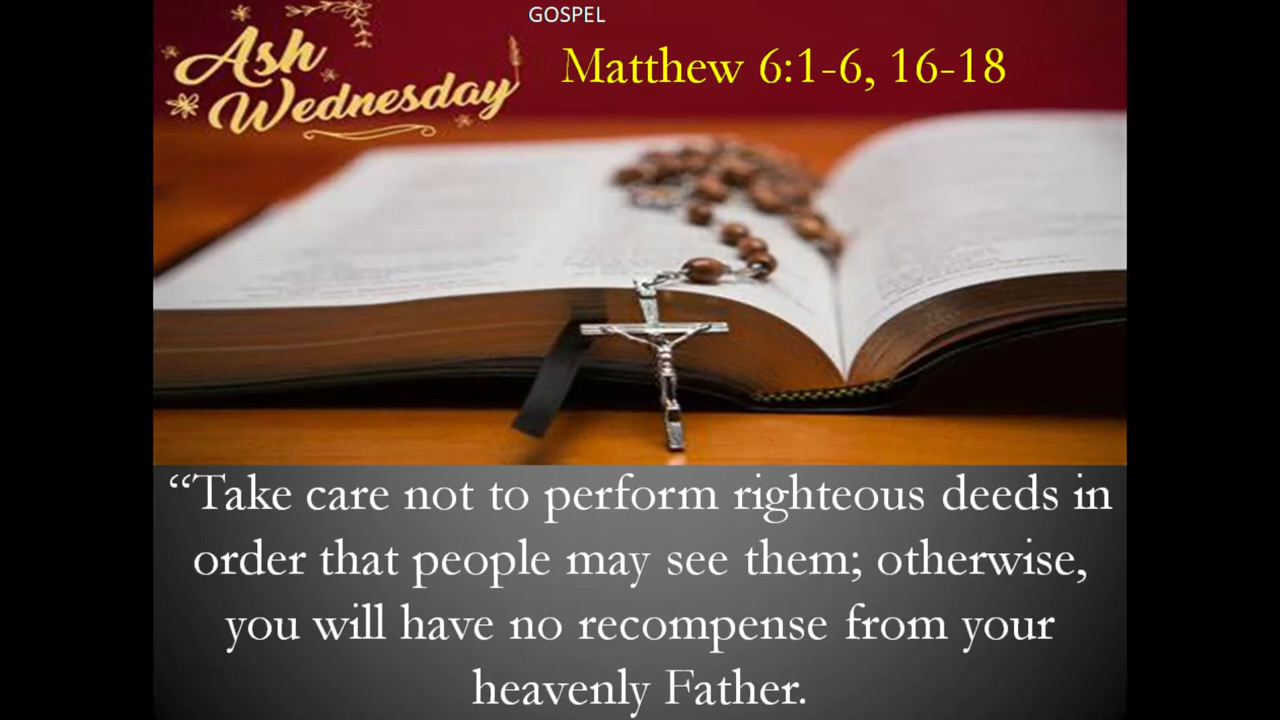 Ash
Wednesday
GOSPEL
Matthew 6:1-6, 16-18
“Take care not to perform righteous deeds in
order that people may see them; otherwise,
you will have no recompense from your
heavenly Father.